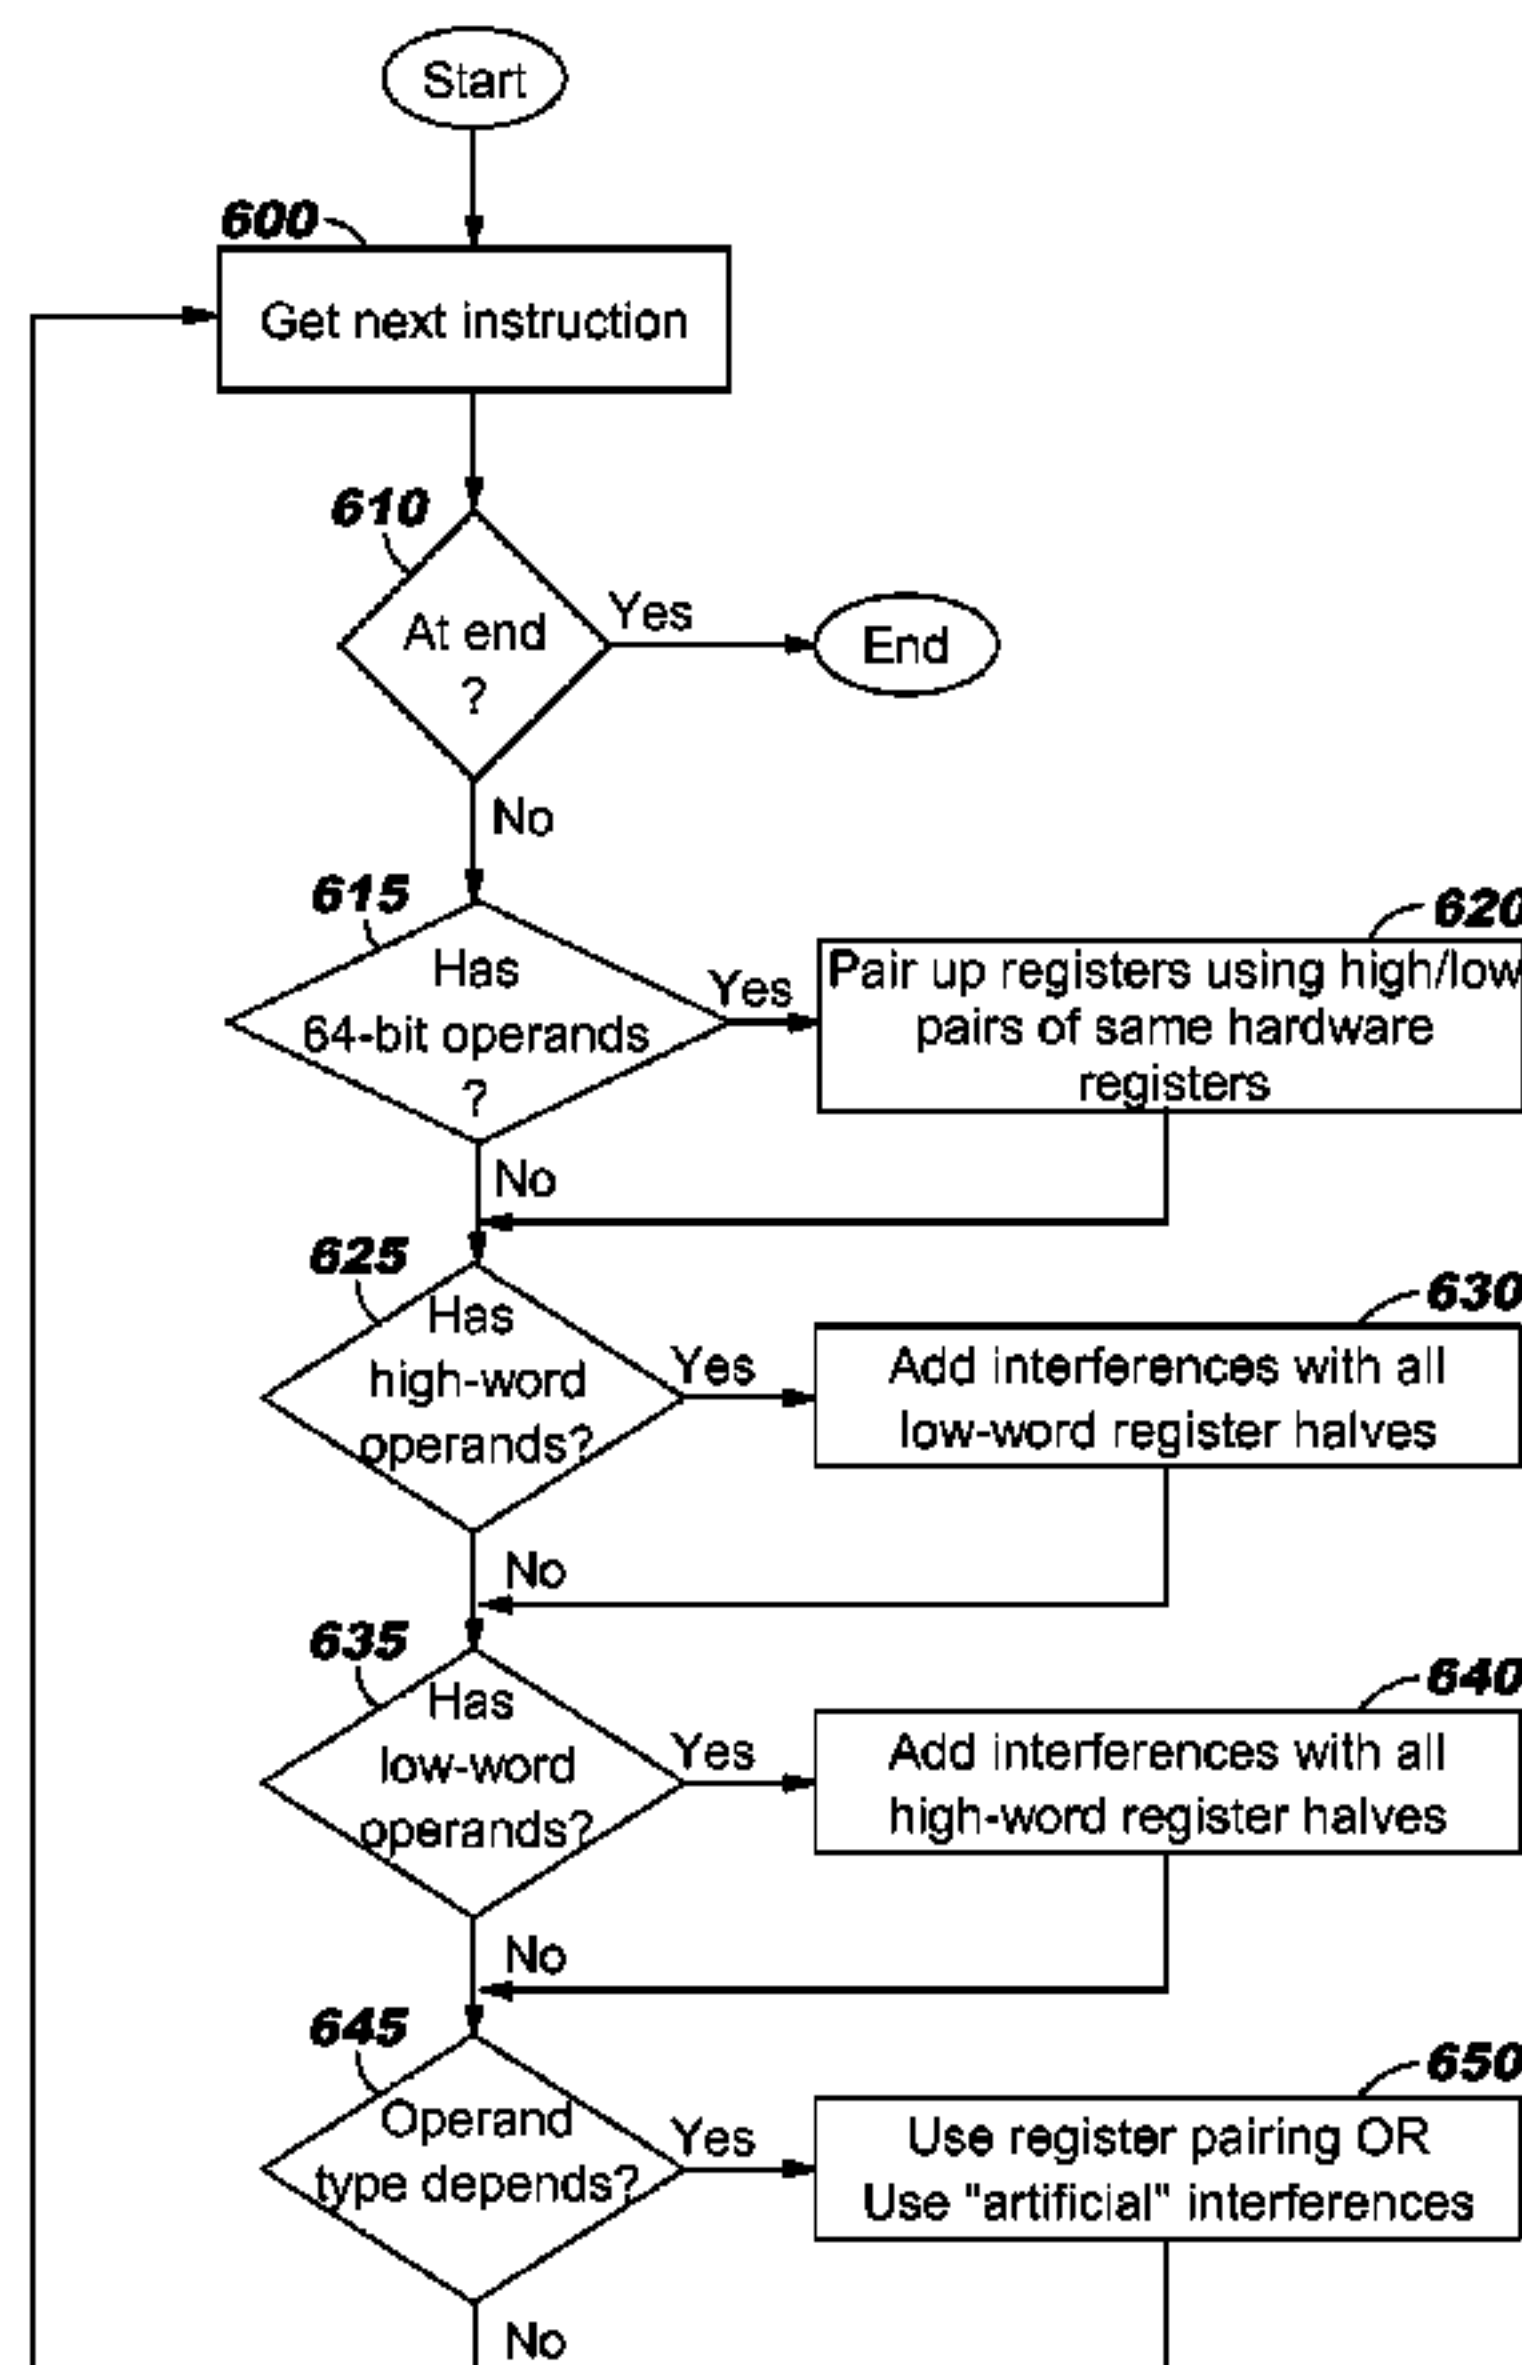 Start
600
Get next instruction
610
At end
?
Yes
End
No
615
Has
64-bit operands
?
Yes
620
Pair up registers using high/low
pairs of same hardware
registers
No
625
Has
high-word
operands?
Yes
630
Add interferences with all
low-word register halves
No
635
Has
low-word
operands?
Yes
640
Add interferences with all
high-word register halves
No
645
Operand
type depends?
Yes
650
Use register pairing OR
Use "artificial" interferences
No